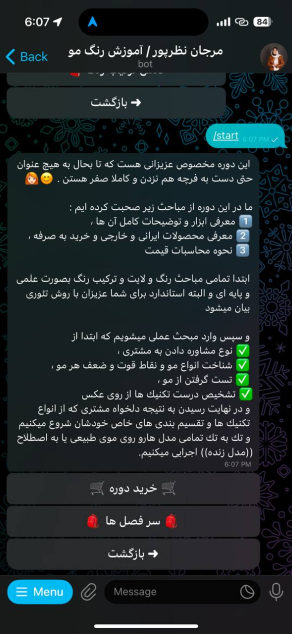 6:07
84
Back
مرجان نظرپور / آموزش رنگ مو
bot
➜ بازگشت
/start
6:07 PM
این دوره مخصوص عزیزانی هست که تا بحال به هیچ عنوان
حتی دست به فرچه هم نزدن و کاملا صفر هستن . 😊👩🏻‍🦰
ما در این دوره از مباحث زیر صحبت کرده ایم :
1️⃣ معرفی ابزار و توضیحات کامل آن ها ،
2️⃣ معرفی محصولات ایرانی و خارجی و خرید به صرفه ،
3️⃣ نحوه محاسبات قیمت
ابتدا تمامی مباحث رنگ و لایت و ترکیب رنگ بصورت علمی
و پایه ای و البته استاندارد برای شما عزیزان با روش تئوری
بیان میشود
و سپس وارد مبحث عملی میشویم که ابتدا از
✅ نوع مشاوره دادن به مشتری ،
✅ شناخت انواع مو و نقاط قوت و ضعف هر مو ،
✅ تست گرفتن از مو ،
✅ تشخیص درست تکنیک ها از روی عکس
و در نهایت رسیدن به نتیجه دلخواه مشتری که از انواع
تکنیک ها و تقسیم بندی های خاص خودشان شروع میکنیم
و تک به تک تمامی مدل هارو روی موی طبیعی یا به اصطلاح
((مدل زنده)) اجرایی میکنیم.
6:07 PM
🛒 خرید دوره 🛒
🎒 سر فصل ها 🎒
➜ بازگشت
Menu
Message